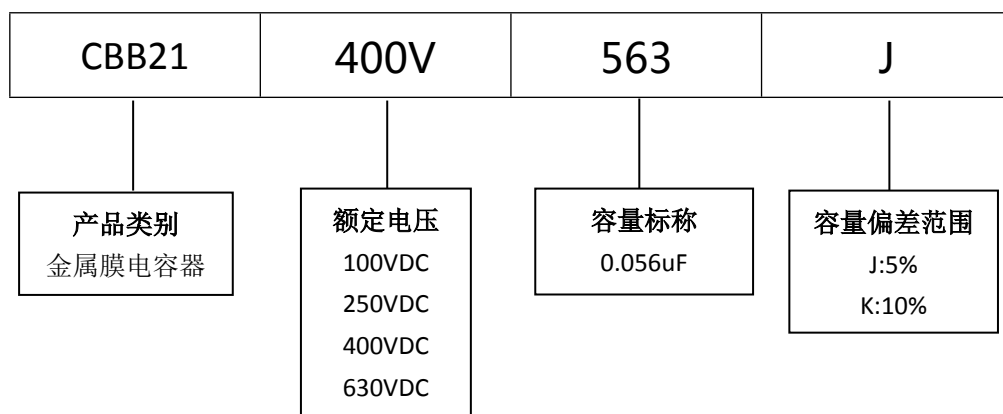 CBB21 400V 563 J
产品类别
金属膜电容器
额定电压
100VDC
250VDC
400VDC
630VDC
容量标称
0.056uF
容量偏差范围
J:5%
K:10%